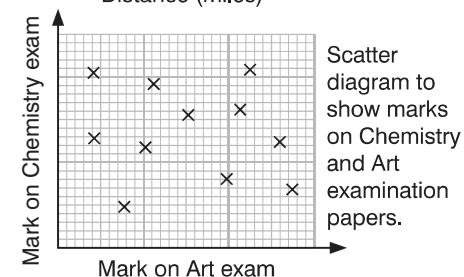 Distance (miles)
Mark on Chemistry exam
Scatter
diagram to
show marks
on Chemistry
and Art
examination
papers.
Mark on Art exam